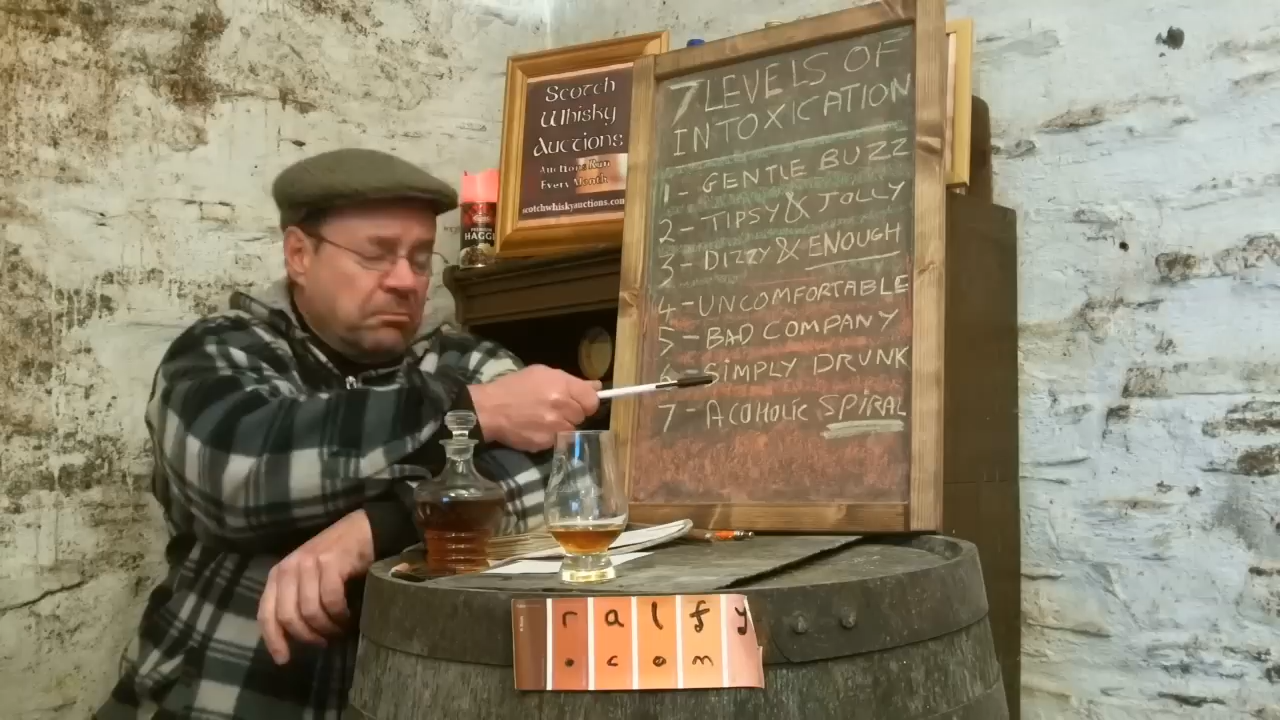 Scotch
Whisky
Auctions
Auctions Run
Every Month
scotchwhiskyauctions.com
HAGGI
7 LEVELS OF
INTOXICATION
1 - GENTLE BUZZ
2 - TIPSY & JOLLY
3 - DIZZY & ENOUGH
4 - UNCOMFORTABLE
5 - BAD COMPANY
6 - SIMPLY DRUNK
7 - ACOHOLIC SPIRAL
ralfy
.com